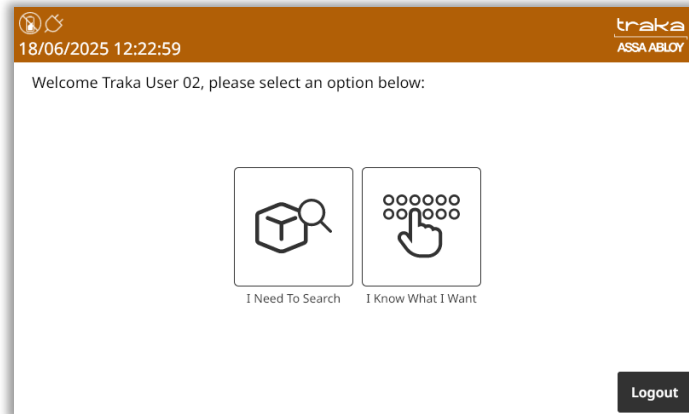 traka
18/06/2025 12:22:59
ASSA ABLOY
Welcome Traka User 02, please select an option below:
I Need To Search
I Know What I Want
Logout